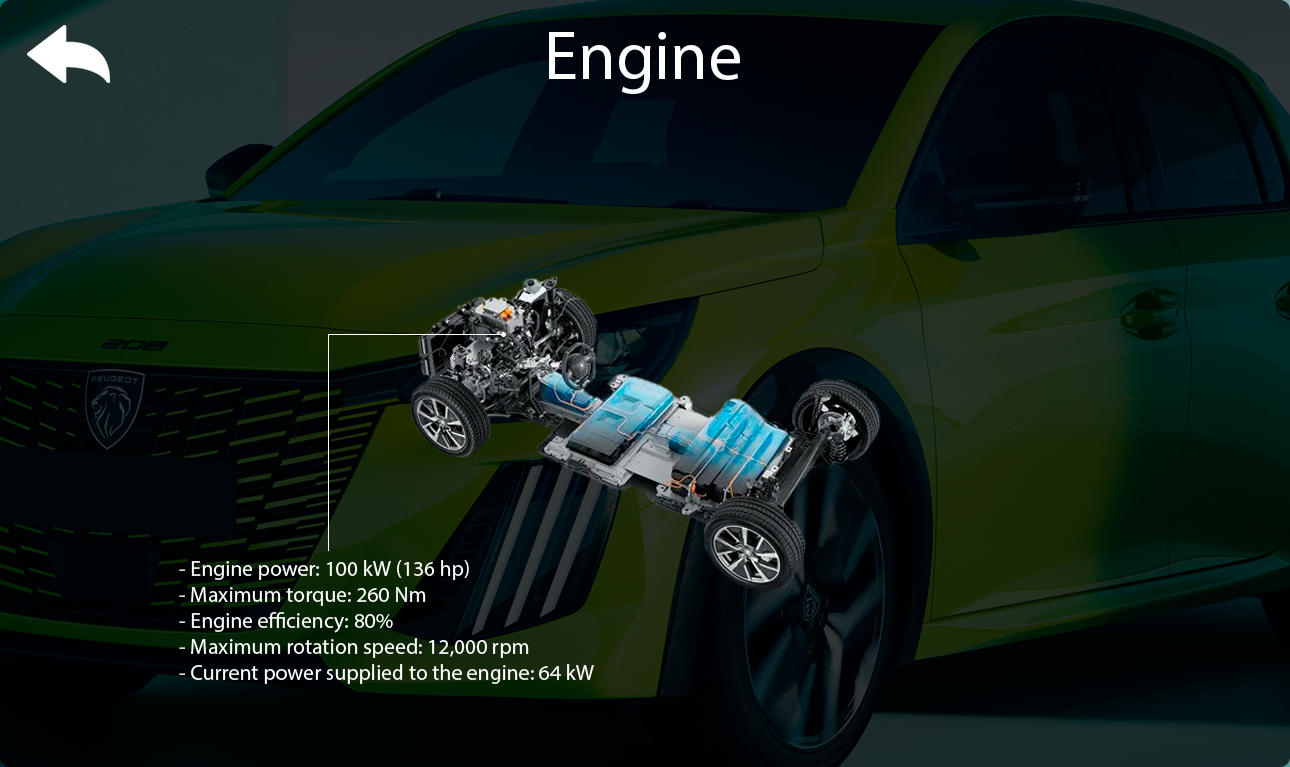 Engine
208
PEUGEOT
- Engine power: 100 kW (136 hp)
- Maximum torque: 260 Nm
- Engine efficiency: 80%
- Maximum rotation speed: 12,000 rpm
- Current power supplied to the engine: 64 kW